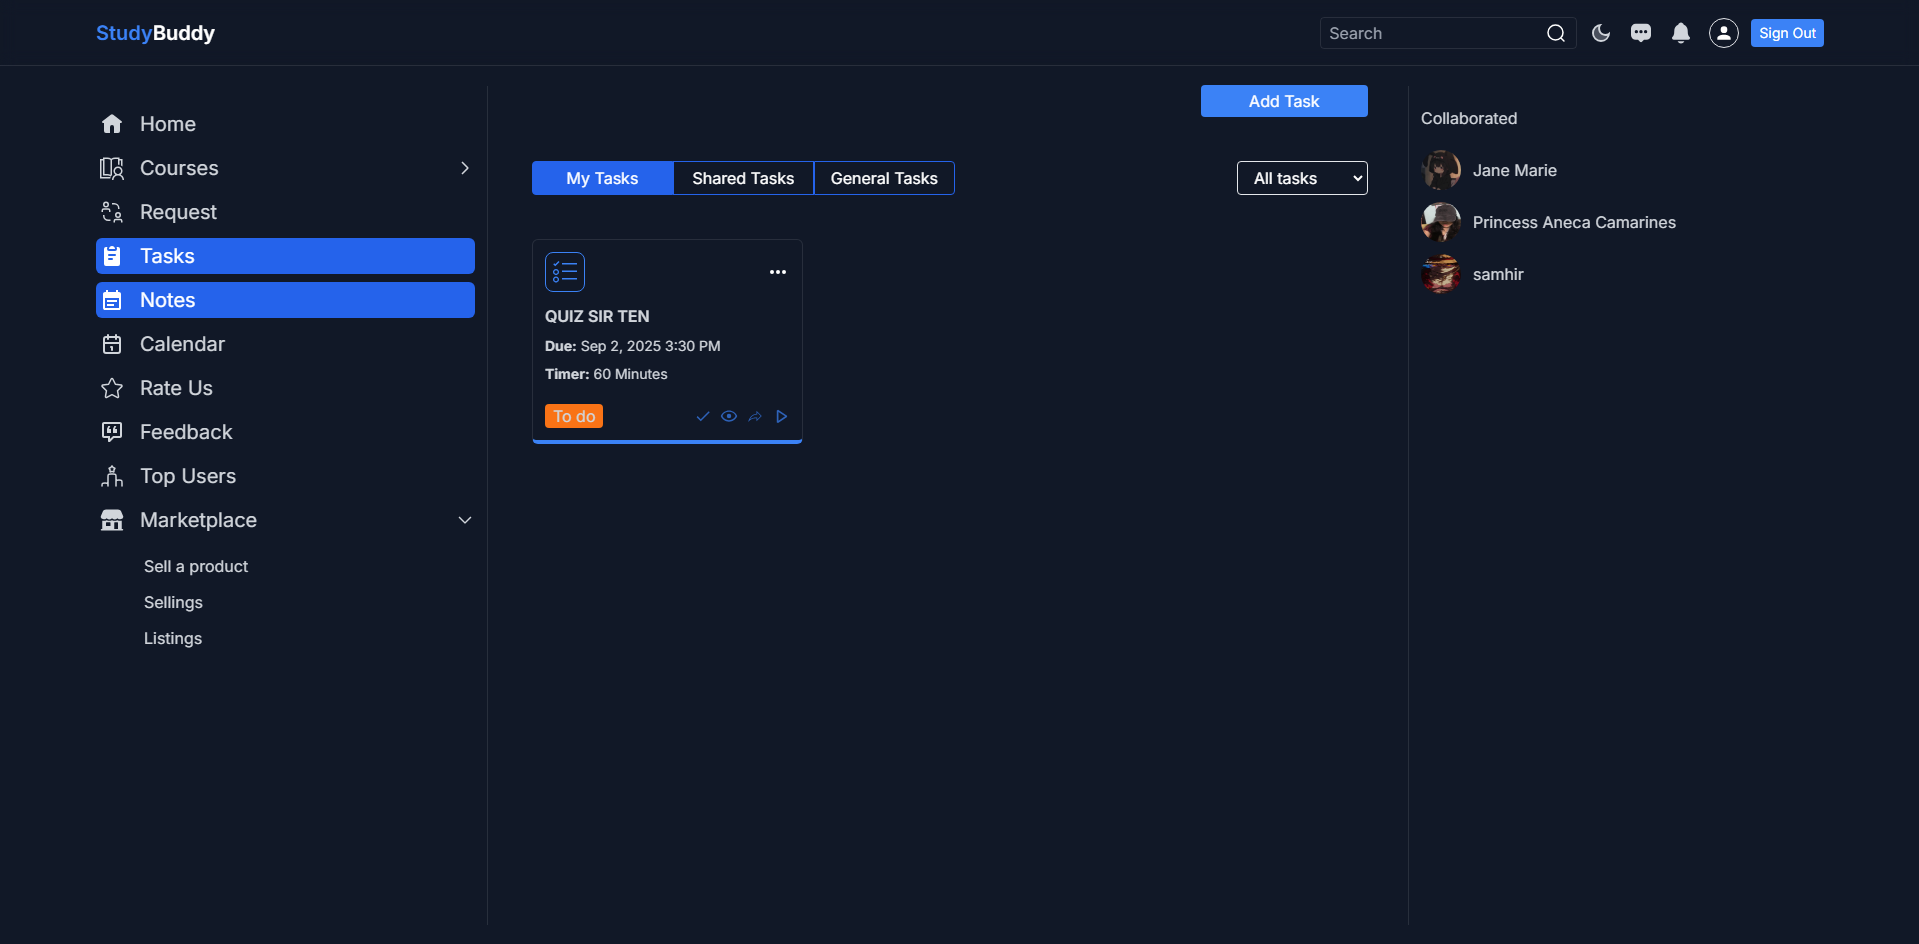 StudyBuddy
Search
Sign Out
Home
Courses
Request
Tasks
Notes
Calendar
Rate Us
Feedback
Top Users
Marketplace
Sell a product
Sellings
Listings
Add Task
My Tasks
Shared Tasks
General Tasks
All tasks
QUIZ SIR TEN
Due: Sep 2, 2025 3:30 PM
Timer: 60 Minutes
To do
Collaborated
Jane Marie
Princess Aneca Camarines
samhir